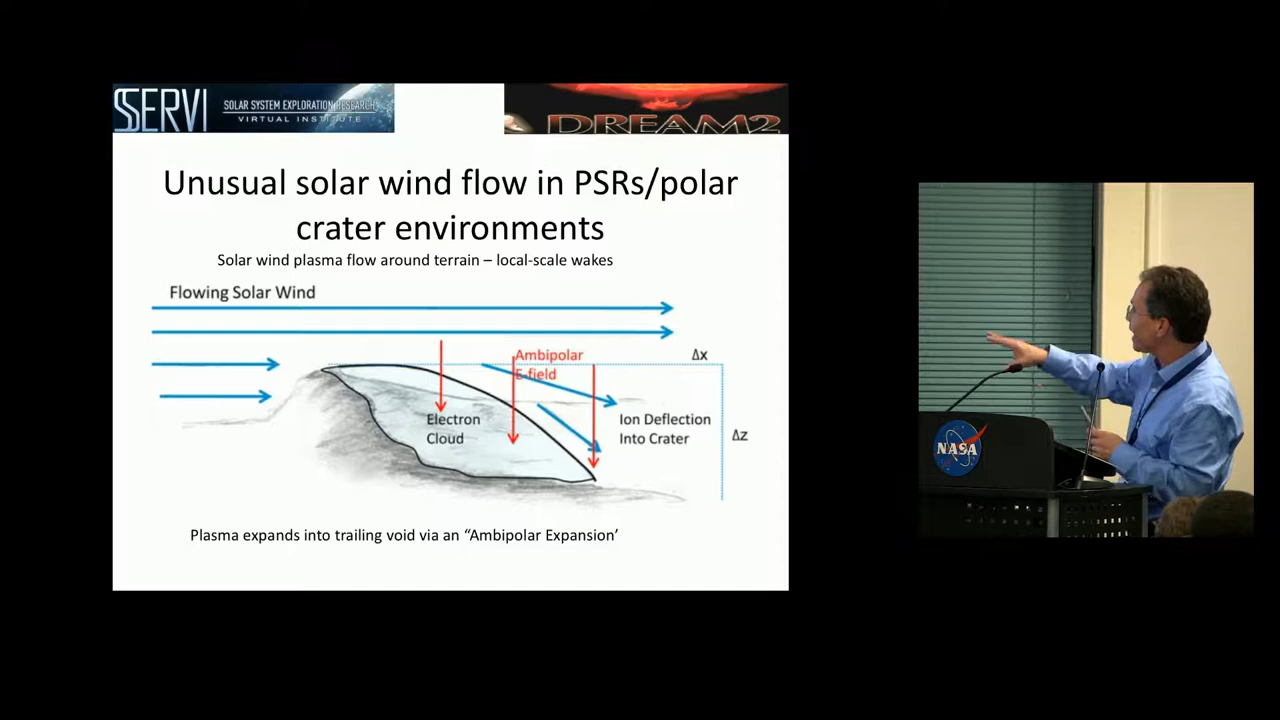 SSERVI
SOLAR SYSTEM EXPLORATION RESEARCH
VIRTUAL INSTITUTE
DREAM2
Unusual solar wind flow in PSRs/polar
crater environments
Solar wind plasma flow around terrain – local-scale wakes
Flowing Solar Wind
Ambipolar
E-field
Δx
Electron
Cloud
Ion Deflection
Into Crater
Δz
Plasma expands into trailing void via an “Ambipolar Expansion’
NASA